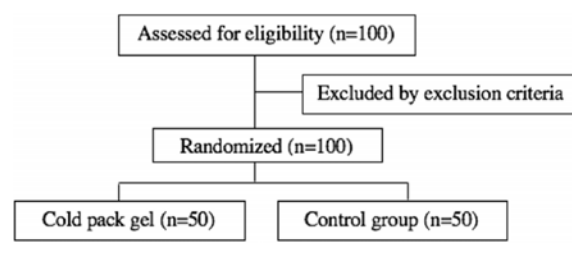 Assessed for eligibility (n=100)
Excluded by exclusion criteria
Randomized (n=100)
Cold pack gel (n=50)
Control group (n=50)